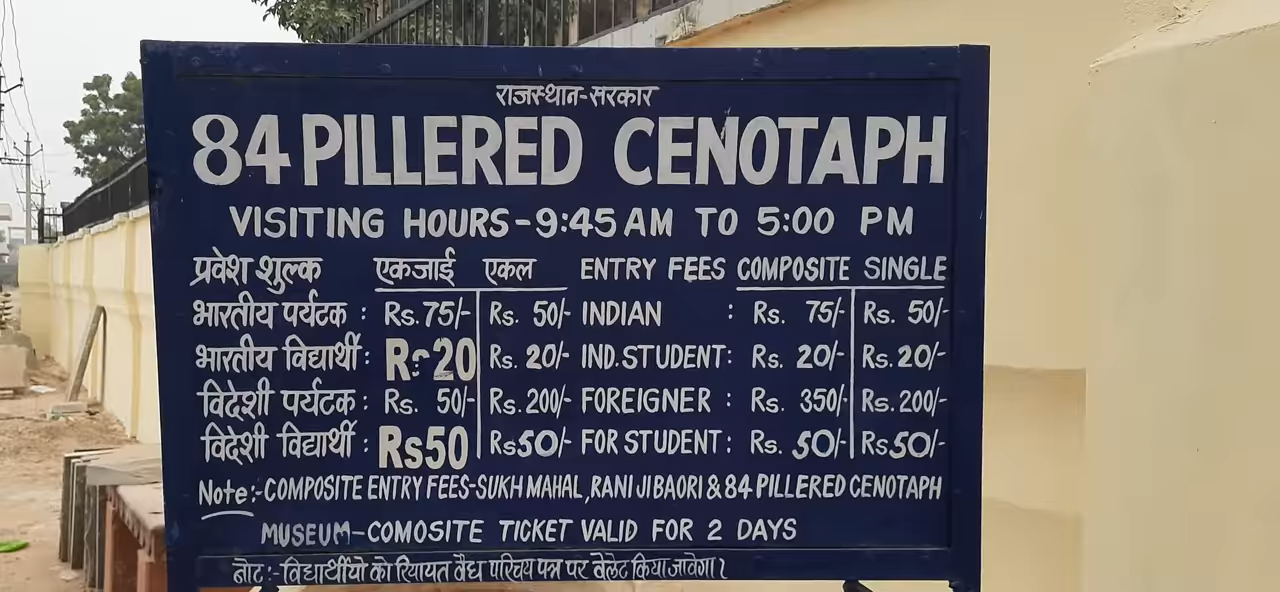 राजस्थान-सरकार
84 PILLERED CENOTAPH
VISITING HOURS-9:45 AM TO 5:00 PM
प्रवेश शुल्क एकजाई एकल ENTRY FEES COMPOSITE SINGLE
भारतीय पर्यटक : Rs. 75/- Rs. 50/- INDIAN : Rs. 75/- Rs. 50/-
भारतीय विद्यार्थी : Rs 20 Rs. 20/- IND. STUDENT : Rs. 20/- Rs. 20/-
विदेशी पर्यटक : Rs. 50/- Rs. 200/- FOREIGNER : Rs. 350/- Rs. 200/-
विदेशी विद्यार्थी : Rs50 Rs50/- FOR STUDENT : Rs. 50/- Rs50/-
Note:-COMPOSITE ENTRY FEES-SUKH MAHAL, RANI JI BAORI & 84 PILLERED CENOTAPH
MUSEUM-COMOSITE TICKET VALID FOR 2 DAYS
नोट:-विद्यार्थीयो को रियायत वैध परिचय पत्र पर किया जावेगा।